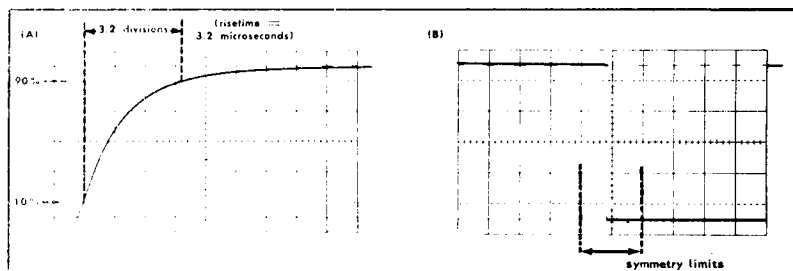 (A)
3.2 divisions
(risetime =
3.2 microseconds)
90%
10%
(B)
symmetry limits